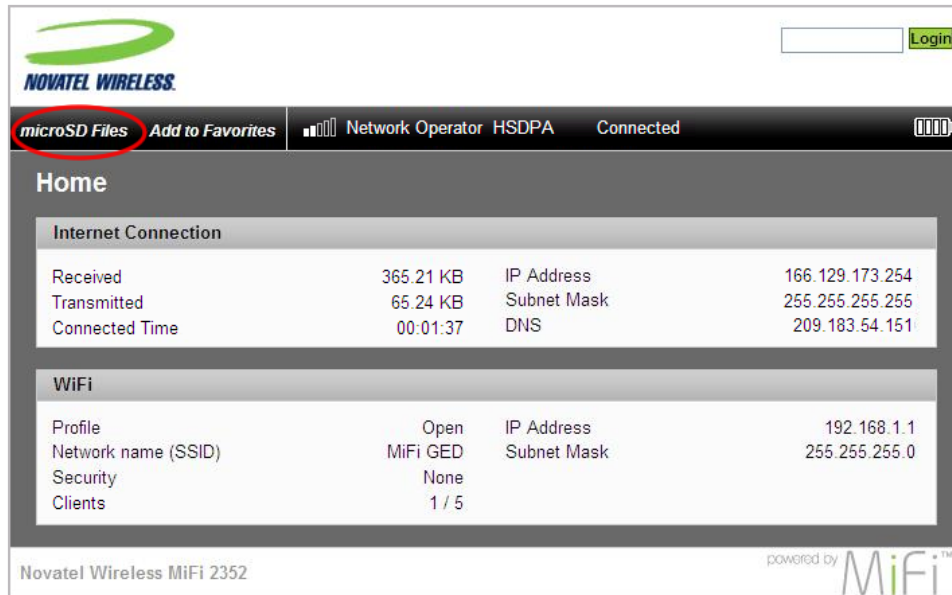 NOVATEL WIRELESS.
Login
microSD Files Add to Favorites Network Operator HSDPA Connected
Home
Internet Connection
Received 365.21 KB IP Address 166.129.173.254
Transmitted 65.24 KB Subnet Mask 255.255.255.255
Connected Time 00:01:37 DNS 209.183.54.151
WiFi
Profile Open IP Address 192.168.1.1
Network name (SSID) MiFi GED Subnet Mask 255.255.255.0
Security None
Clients 1 / 5
Novatel Wireless MiFi 2352 powered by MiFi™